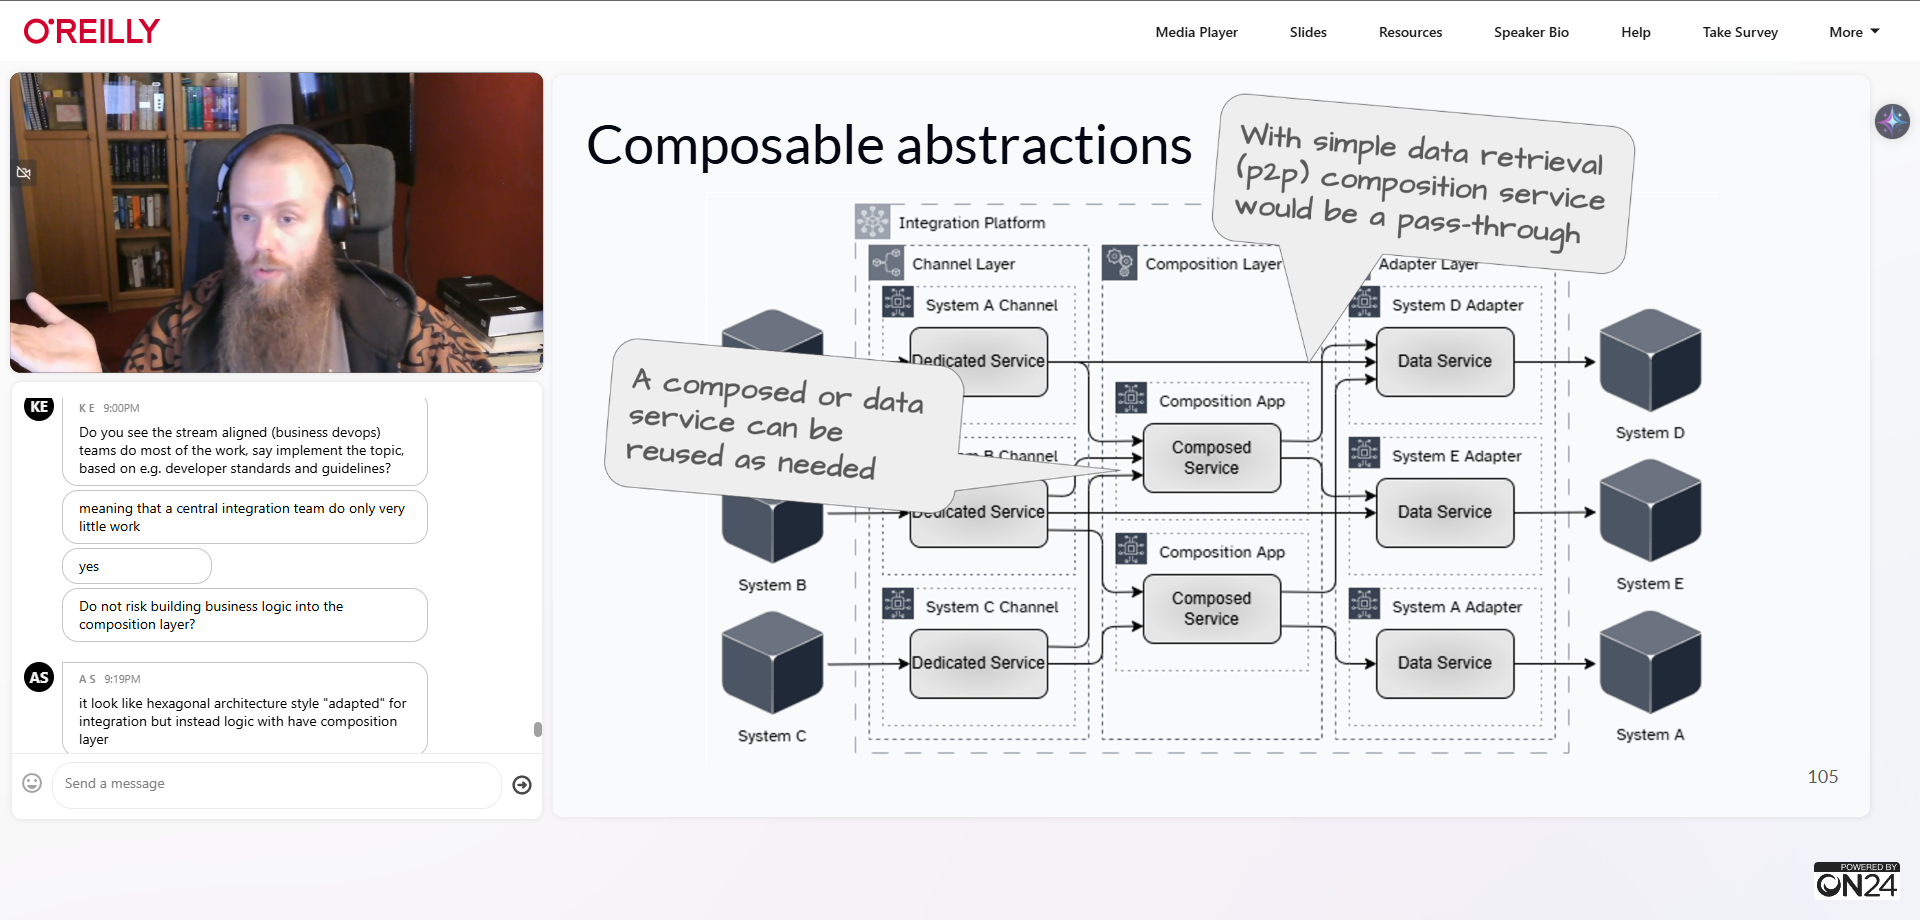 O'REILLY
Media Player
Slides
Resources
Speaker Bio
Help
Take Survey
More
KE
K E 9:00PM
Do you see the stream aligned (business devops)
teams do most of the work, say implement the topic,
based on e.g. developer standards and guidelines?
meaning that a central integration team do only very
little work
yes
Do not risk building business logic into the
composition layer?
AS
A S 9:19PM
it look like hexagonal architecture style "adapted" for
integration but instead logic with have composition
layer
Send a message
Composable abstractions
With simple data retrieval
(p2p) composition service
would be a pass-through
A composed or data
service can be
reused as needed
Integration Platform
Channel Layer
Composition Layer
Adapter Layer
System A Channel
Dedicated Service
B Channel
Dedicated Service
System C Channel
Dedicated Service
Composition App
Composed
Service
Composition App
Composed
Service
System D Adapter
Data Service
System E Adapter
Data Service
System A Adapter
Data Service
System B
System C
System D
System E
System A
105
POWERED BY
ON24